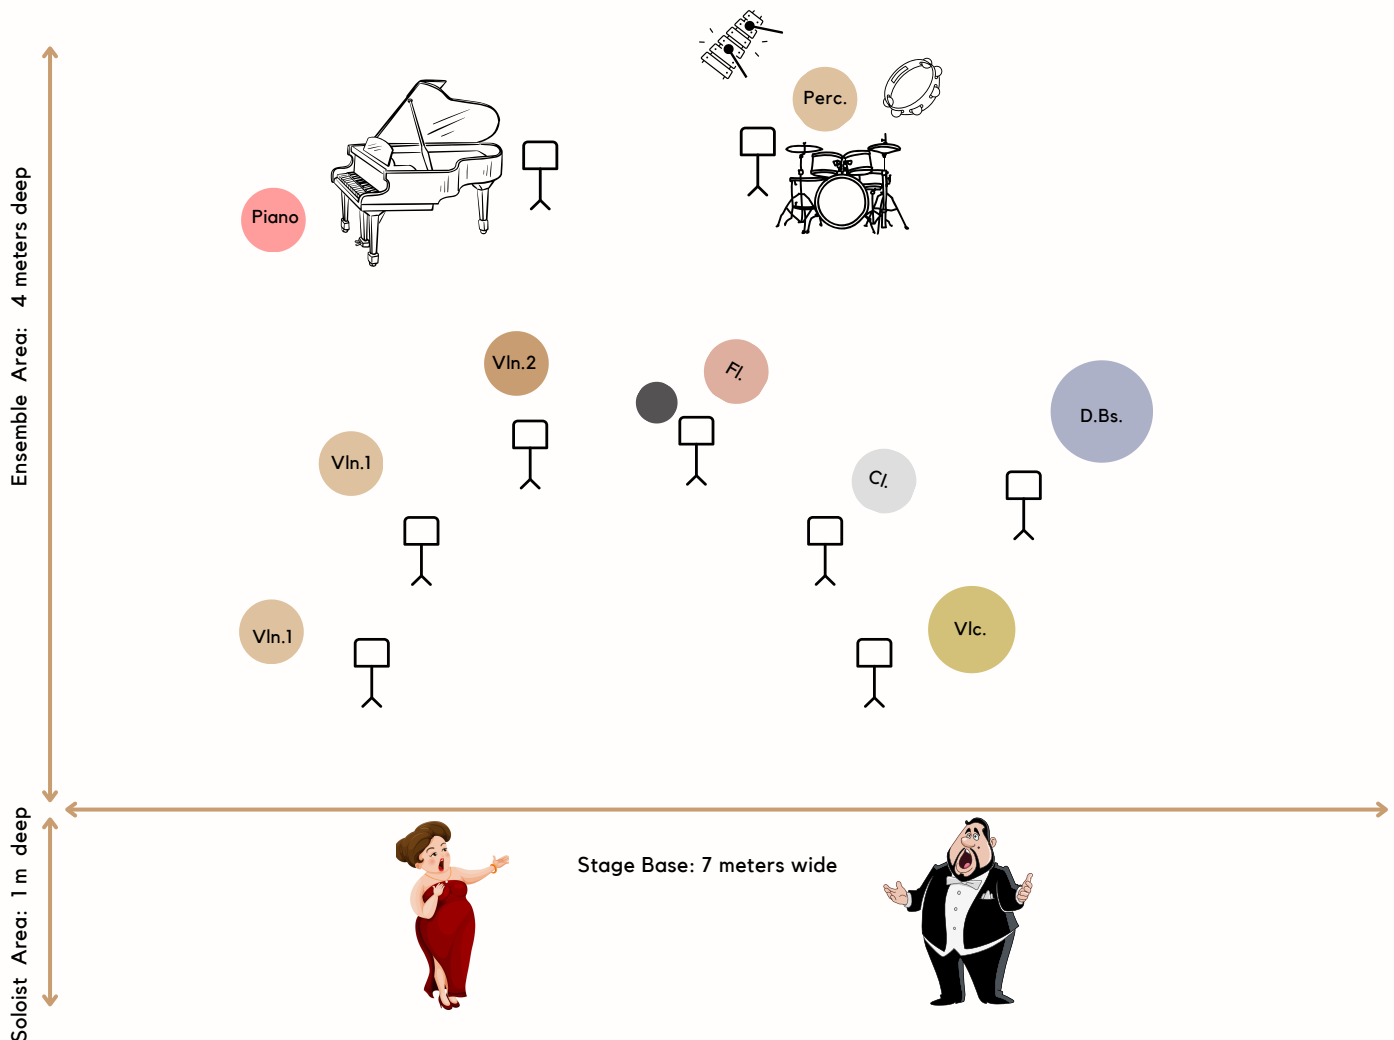 Perc.
Piano
Vln.2
Fl.
D.Bs.
Vln.1
Cl.
Vln.1
Vlc.
Ensemble Area: 4 meters deep
Stage Base: 7 meters wide
Soloist Area: 1 m deep